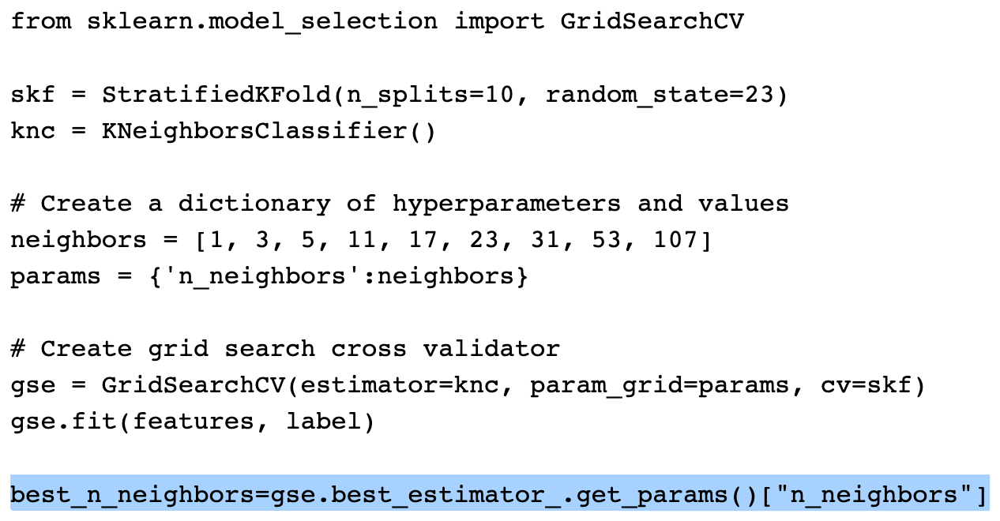 from sklearn.model_selection import GridSearchCV
skf = StratifiedKFold(n_splits=10, random_state=23)
knc = KNeighborsClassifier()
# Create a dictionary of hyperparameters and values
neighbors = [1, 3, 5, 11, 17, 23, 31, 53, 107]
params = {'n_neighbors':neighbors}
# Create grid search cross validator
gse = GridSearchCV(estimator=knc, param_grid=params, cv=skf)
gse.fit(features, label)
best_n_neighbors=gse.best_estimator_.get_params()["n_neighbors"]